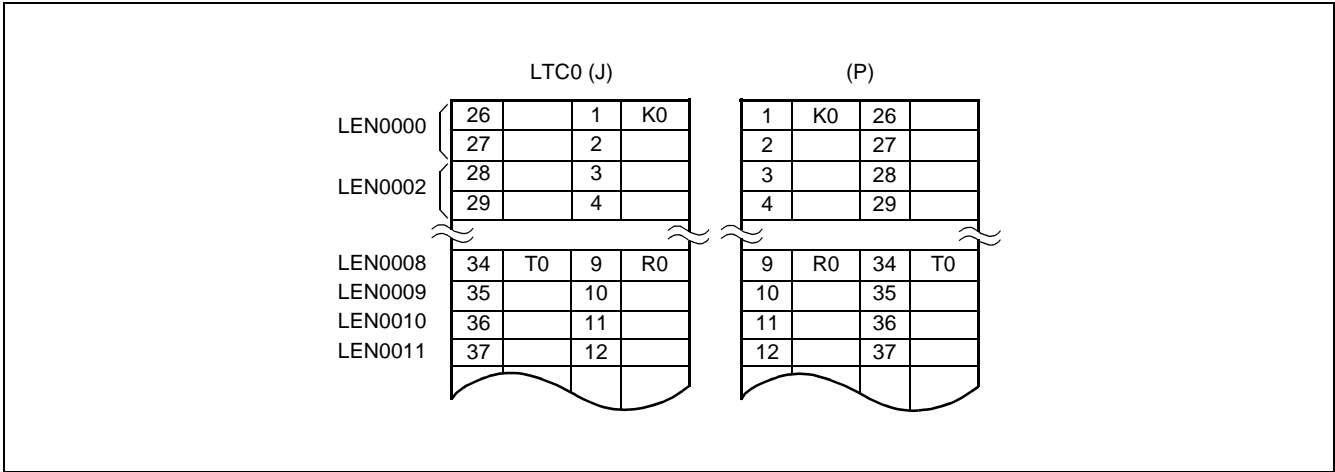 LTC0 (J) (P)
LEN0000 26 1 K0 1 K0 26
27 2 2 27
LEN0002 28 3 3 28
29 4 4 29
LEN0008 34 T0 9 R0 9 R0 34 T0
LEN0009 35 10 10 35
LEN0010 36 11 11 36
LEN0011 37 12 12 37